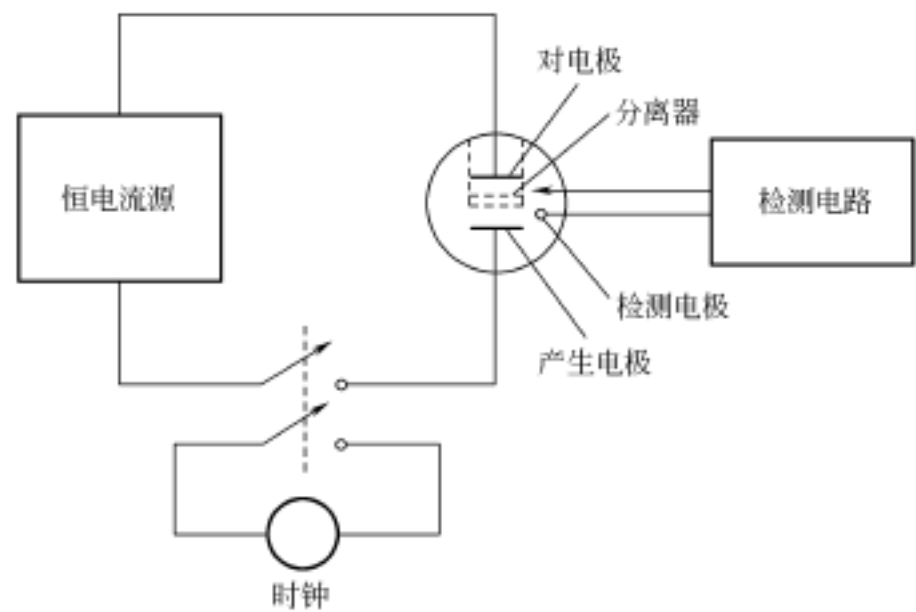 对电极
分离器
恒电流源
检测电路
检测电极
产生电极
时钟